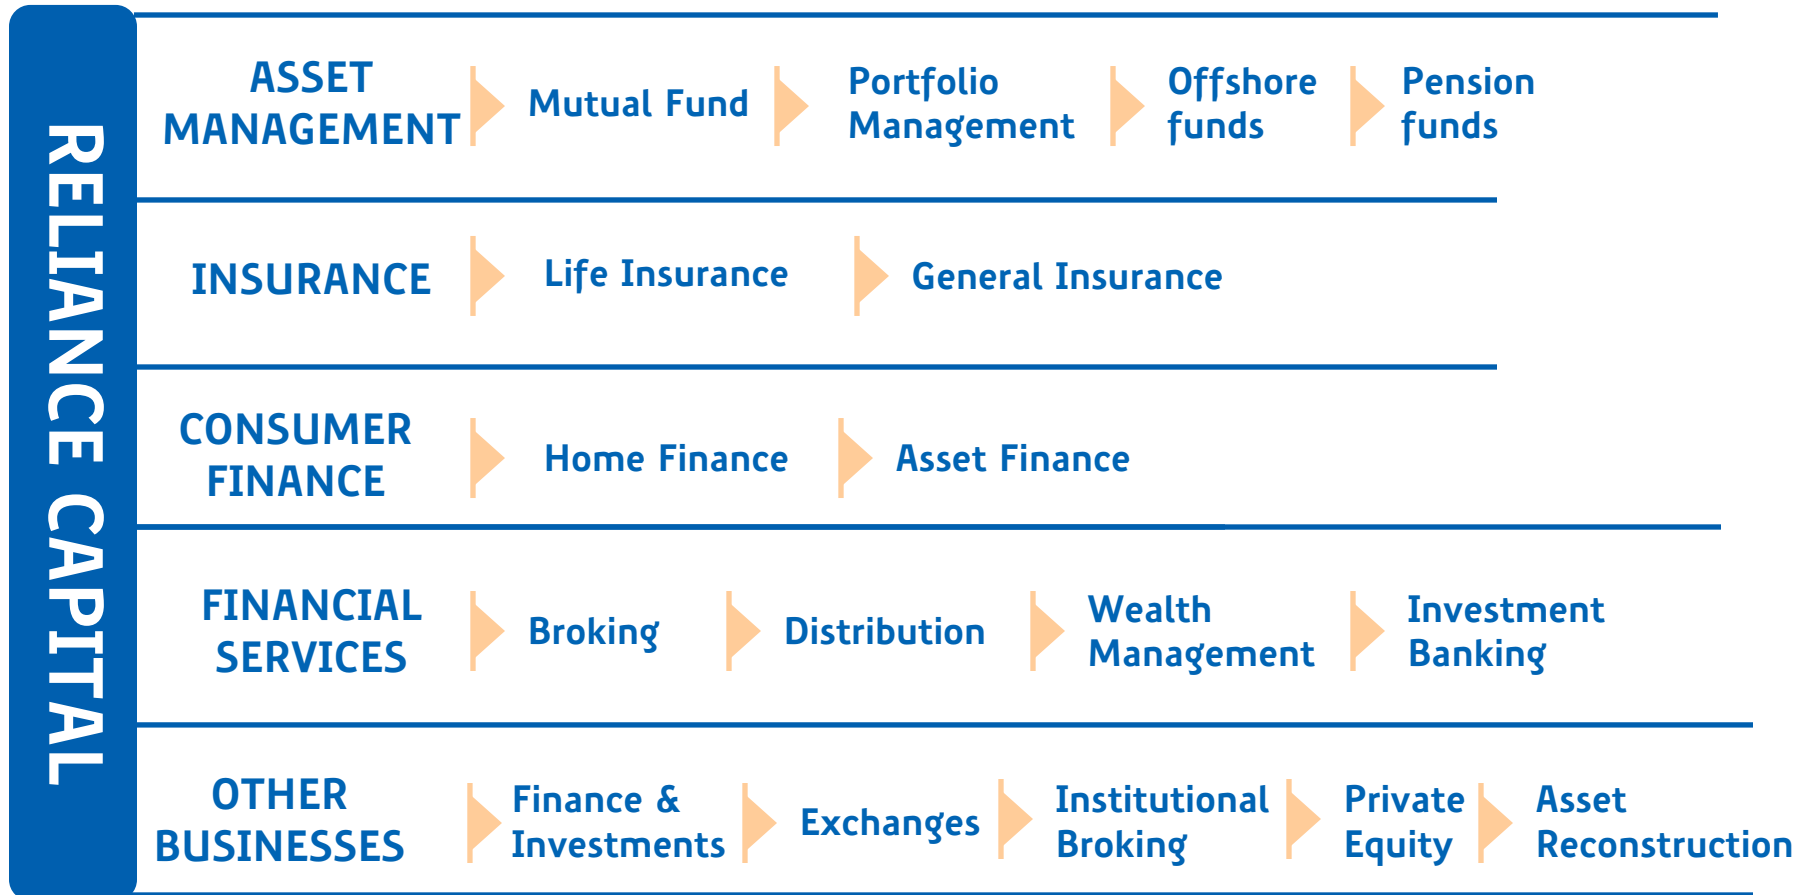 RELIANCE CAPITAL
ASSET
MANAGEMENT
Mutual Fund
Portfolio
Management
Offshore
funds
Pension
funds
INSURANCE
Life Insurance
General Insurance
CONSUMER
FINANCE
Home Finance
Asset Finance
FINANCIAL
SERVICES
Broking
Distribution
Wealth
Management
Investment
Banking
OTHER
BUSINESSES
Finance &
Investments
Exchanges
Institutional
Broking
Private
Equity
Asset
Reconstruction